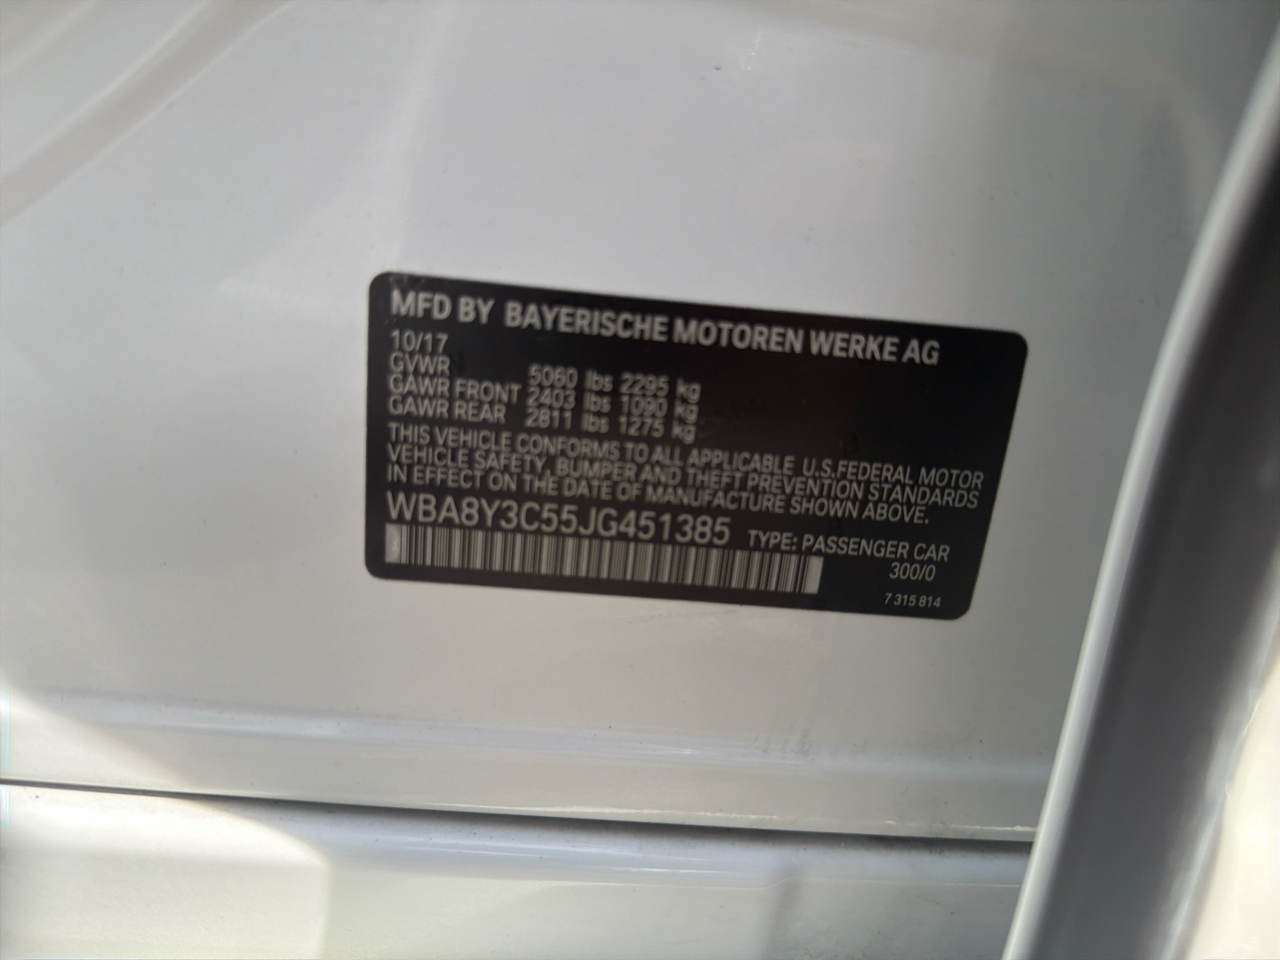 MFD BY BAYERISCHE MOTOREN WERKE AG
10/17
GVWR 5060 lbs 2295 kg
GAWR FRONT 2403 lbs 1090 kg
GAWR REAR 2811 lbs 1275 kg
THIS VEHICLE CONFORMS TO ALL APPLICABLE U.S.FEDERAL MOTOR
VEHICLE SAFETY, BUMPER AND THEFT PREVENTION STANDARDS
IN EFFECT ON THE DATE OF MANUFACTURE SHOWN ABOVE.
WBA8Y3C55JG451385 TYPE: PASSENGER CAR
300/0
7 315 814